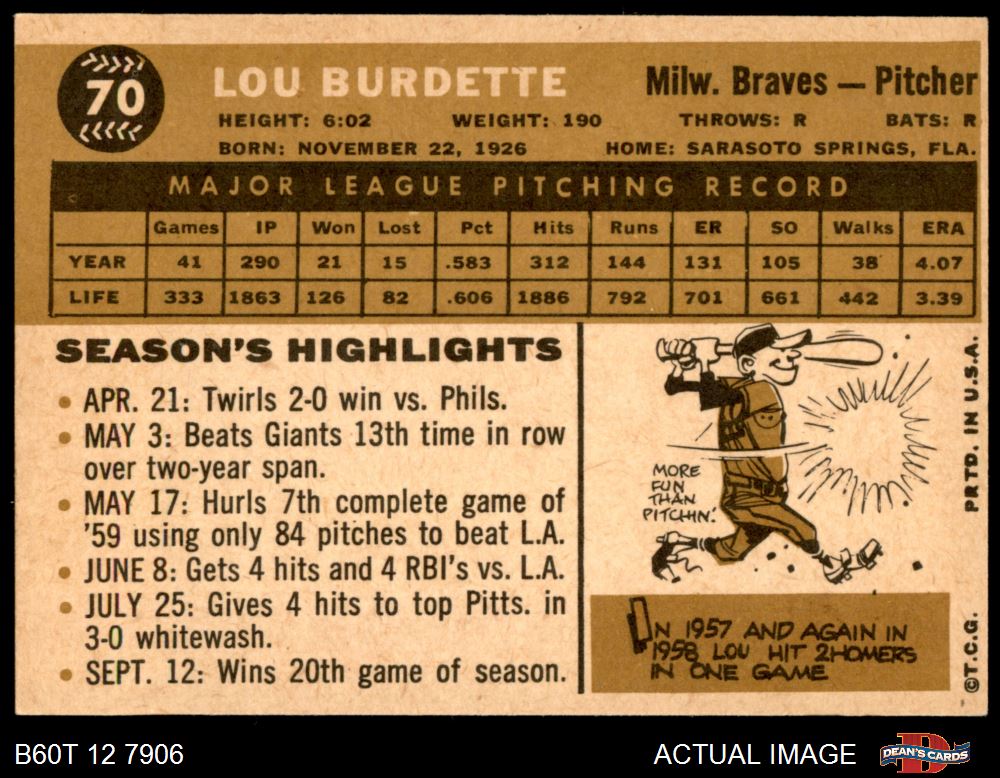 70
LOU BURDETTE
Milw. Braves — Pitcher
HEIGHT: 6:02 WEIGHT: 190 THROWS: R BATS: R
BORN: NOVEMBER 22, 1926 HOME: SARASOTO SPRINGS, FLA.
MAJOR LEAGUE PITCHING RECORD
Games IP Won Lost Pct Hits Runs ER SO Walks ERA
YEAR 41 290 21 15 .583 312 144 131 105 38 4.07
LIFE 333 1863 126 82 .606 1886 792 701 661 442 3.39
SEASON'S HIGHLIGHTS
• APR. 21: Twirls 2-0 win vs. Phils.
• MAY 3: Beats Giants 13th time in row
over two-year span.
• MAY 17: Hurls 7th complete game of
'59 using only 84 pitches to beat L.A.
• JUNE 8: Gets 4 hits and 4 RBI's vs. L.A.
• JULY 25: Gives 4 hits to top Pitts. in
3-0 whitewash.
• SEPT. 12: Wins 20th game of season.
MORE
FUN
THAN
PITCHIN'.
IN 1957 AND AGAIN IN
1958 LOU HIT 2 HOMERS
IN ONE GAME
PRTD. IN U.S.A.
©T.C.G.
B60T 12 7906
ACTUAL IMAGE
DEAN'S CARDS